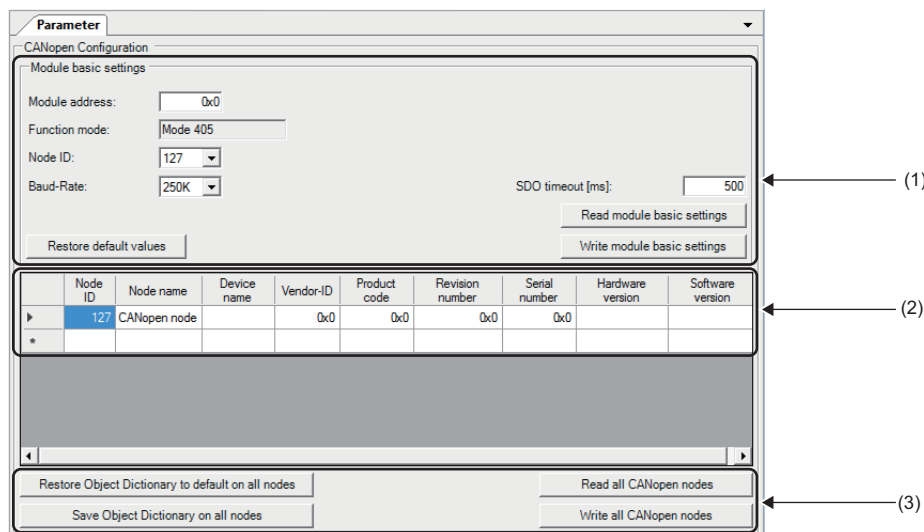 Parameter
CANopen Configuration
Module basic settings
Module address: 0x0
Function mode: Mode 405
Node ID: 127
Baud-Rate: 250K SDO timeout [ms]: 500
(1)
Read module basic settings
Restore default values Write module basic settings
Node ID Node name Device name Vendor-ID Product code Revision number Serial number Hardware version Software version
127 CANopen node 0x0 0x0 0x0 0x0
(2)
*
Restore Object Dictionary to default on all nodes Read all CANopen nodes
(3)
Save Object Dictionary on all nodes Write all CANopen nodes